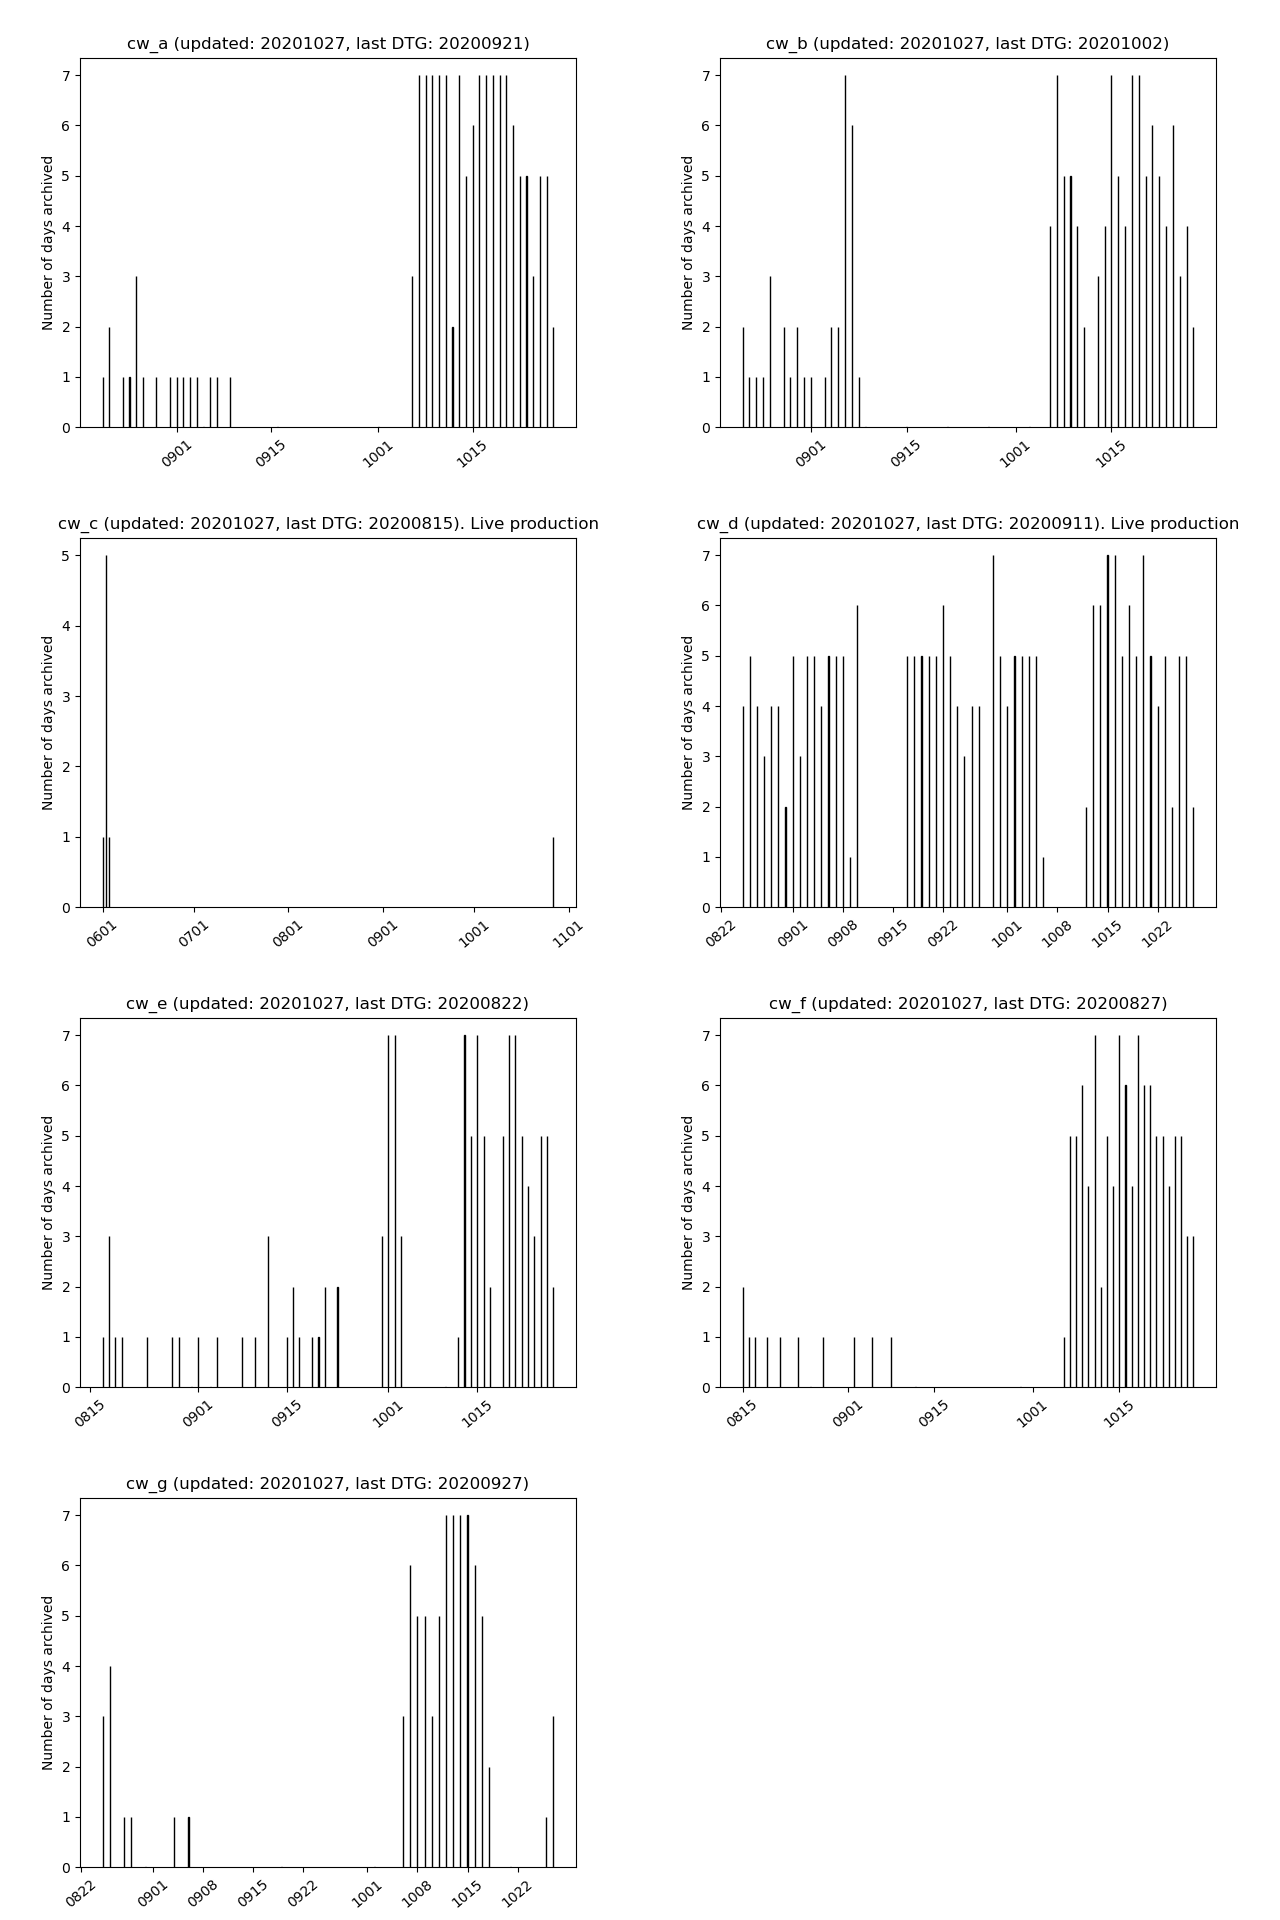 cw_a (updated: 20201027, last DTG: 20200921)
Number of days archived
7
6
5
4
3
2
1
0
0901 0915 1001 1015
cw_b (updated: 20201027, last DTG: 20201002)
Number of days archived
7
6
5
4
3
2
1
0
0901 0915 1001 1015
cw_c (updated: 20201027, last DTG: 20200815). Live production
Number of days archived
5
4
3
2
1
0
0601 0701 0801 0901 1001 1101
cw_d (updated: 20201027, last DTG: 20200911). Live production
Number of days archived
7
6
5
4
3
2
1
0
0822 0901 0908 0915 0922 1001 1008 1015 1022
cw_e (updated: 20201027, last DTG: 20200822)
Number of days archived
7
6
5
4
3
2
1
0
0815 0901 0915 1001 1015
cw_f (updated: 20201027, last DTG: 20200827)
Number of days archived
7
6
5
4
3
2
1
0
0815 0901 0915 1001 1015
cw_g (updated: 20201027, last DTG: 20200927)
Number of days archived
7
6
5
4
3
2
1
0
0822 0901 0908 0915 0922 1001 1008 1015 1022